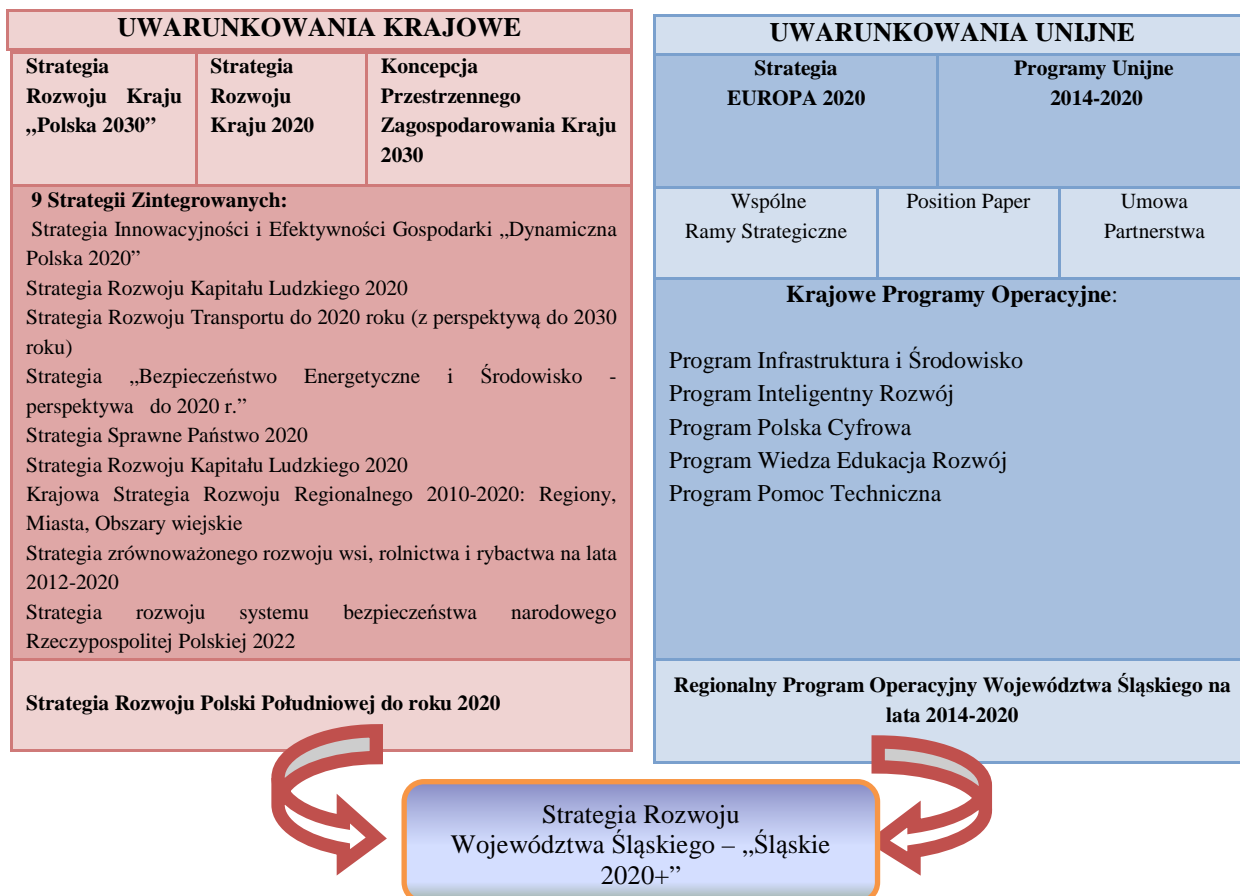 UWARUNKOWANIA KRAJOWE
Strategia
Rozwoju Kraju
„Polska 2030”
Strategia
Rozwoju
Kraju 2020
Koncepcja
Przestrzennego
Zagospodarowania Kraju
2030
9 Strategii Zintegrowanych:
Strategia Innowacyjności i Efektywności Gospodarki „Dynamiczna
Polska 2020”
Strategia Rozwoju Kapitału Ludzkiego 2020
Strategia Rozwoju Transportu do 2020 roku (z perspektywą do 2030
roku)
Strategia „Bezpieczeństwo Energetyczne i Środowisko -
perspektywa do 2020 r.”
Strategia Sprawne Państwo 2020
Strategia Rozwoju Kapitału Ludzkiego 2020
Krajowa Strategia Rozwoju Regionalnego 2010-2020: Regiony,
Miasta, Obszary wiejskie
Strategia zrównoważonego rozwoju wsi, rolnictwa i rybactwa na lata
2012-2020
Strategia rozwoju systemu bezpieczeństwa narodowego
Rzeczypospolitej Polskiej 2022
Strategia Rozwoju Polski Południowej do roku 2020
UWARUNKOWANIA UNIJNE
Strategia
EUROPA 2020
Programy Unijne
2014-2020
Wspólne
Ramy Strategiczne
Position Paper
Umowa
Partnerstwa
Krajowe Programy Operacyjne:
Program Infrastruktura i Środowisko
Program Inteligentny Rozwój
Program Polska Cyfrowa
Program Wiedza Edukacja Rozwój
Program Pomoc Techniczna
Regionalny Program Operacyjny Województwa Śląskiego na
lata 2014-2020
Strategia Rozwoju
Województwa Śląskiego – „Śląskie
2020+”